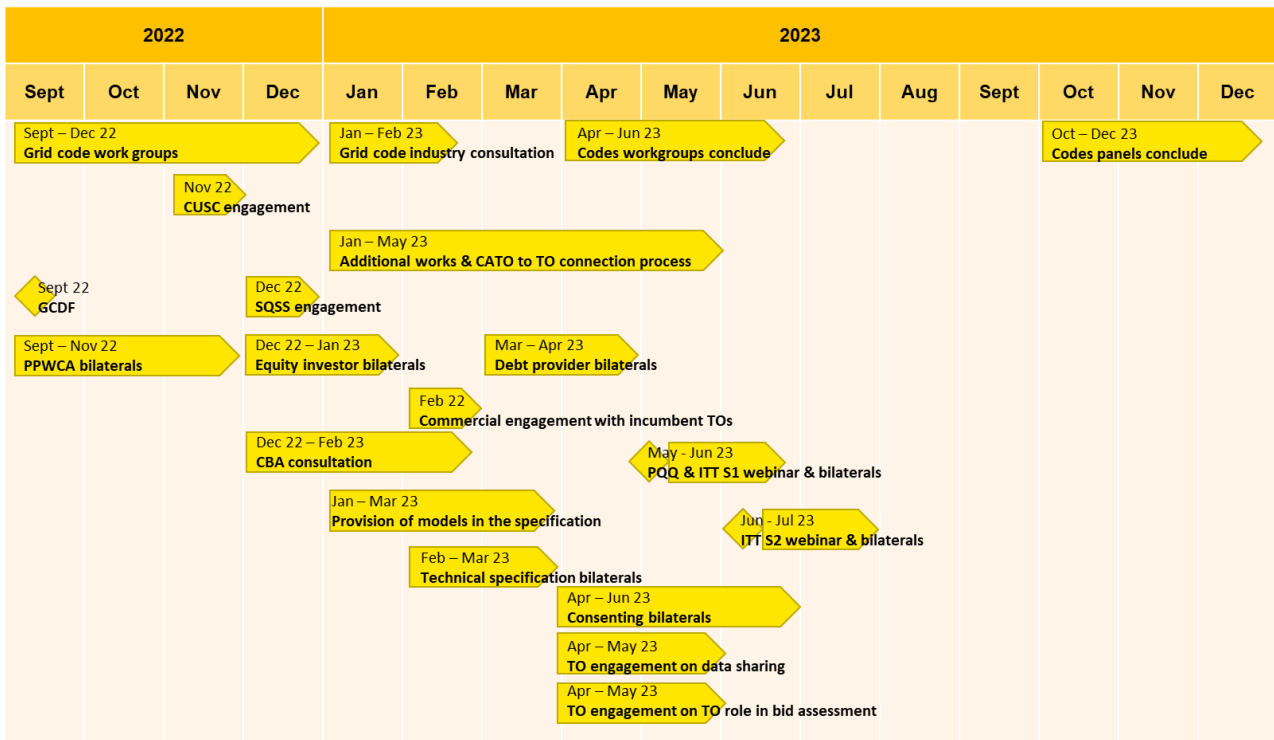 2022
2023
Sept
Oct
Nov
Dec
Jan
Feb
Mar
Apr
May
Jun
Jul
Aug
Sept
Oct
Nov
Dec
Sept – Dec 22
Grid code work groups
Jan – Feb 23
Grid code industry consultation
Apr – Jun 23
Codes workgroups conclude
Oct – Dec 23
Codes panels conclude
Nov 22
CUSC engagement
Jan – May 23
Additional works & CATO to TO connection process
Sept 22
GCDF
Dec 22
SQSS engagement
Sept – Nov 22
PPWCA bilaterals
Dec 22 – Jan 23
Equity investor bilaterals
Mar – Apr 23
Debt provider bilaterals
Feb 22
Commercial engagement with incumbent TOs
Dec 22 – Feb 23
CBA consultation
May - Jun 23
PQQ & ITT S1 webinar & bilaterals
Jan – Mar 23
Provision of models in the specification
Jun - Jul 23
ITT S2 webinar & bilaterals
Feb – Mar 23
Technical specification bilaterals
Apr – Jun 23
Consenting bilaterals
Apr – May 23
TO engagement on data sharing
Apr – May 23
TO engagement on TO role in bid assessment